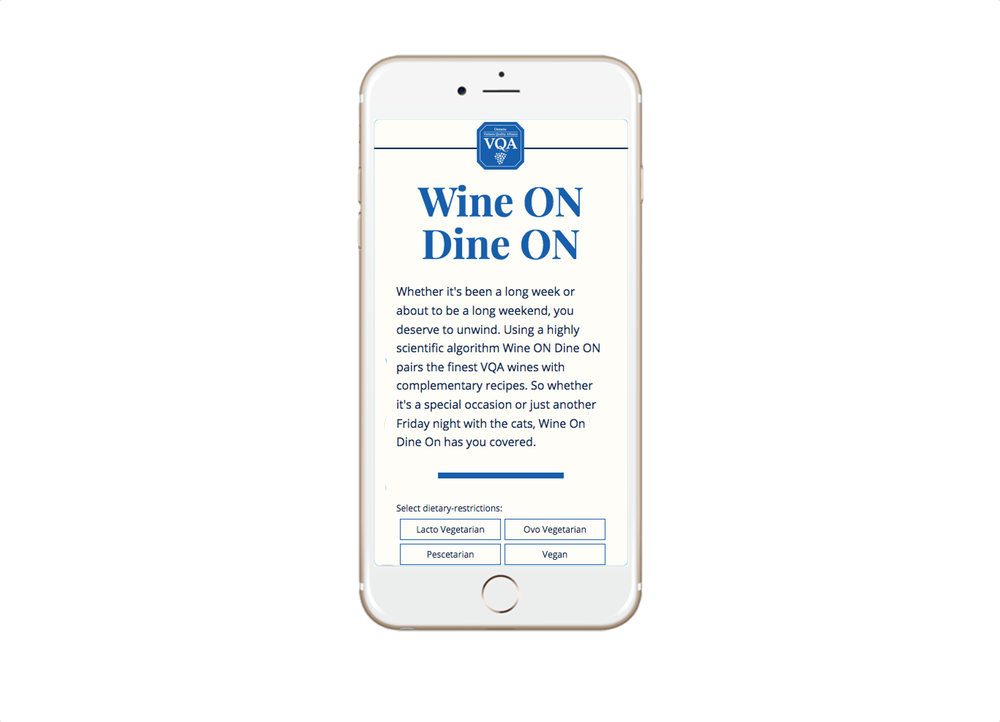 Ontario
VQA
Wine ON
Dine ON
Whether it's been a long week or
about to be a long weekend, you
deserve to unwind. Using a highly
scientific algorithm Wine ON Dine ON
pairs the finest VQA wines with
complementary recipes. So whether
it's a special occasion or just another
Friday night with the cats, Wine On
Dine On has you covered.
Select dietary-restrictions:
Lacto Vegetarian
Ovo Vegetarian
Pescetarian
Vegan